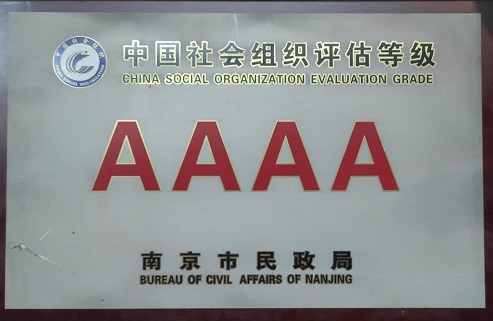 中国社会组织评估等级
CHINA SOCIAL ORGANIZATION EVALUATION GRADE
AAAA
南京市民政局
BUREAU OF CIVIL AFFAIRS OF NANJING